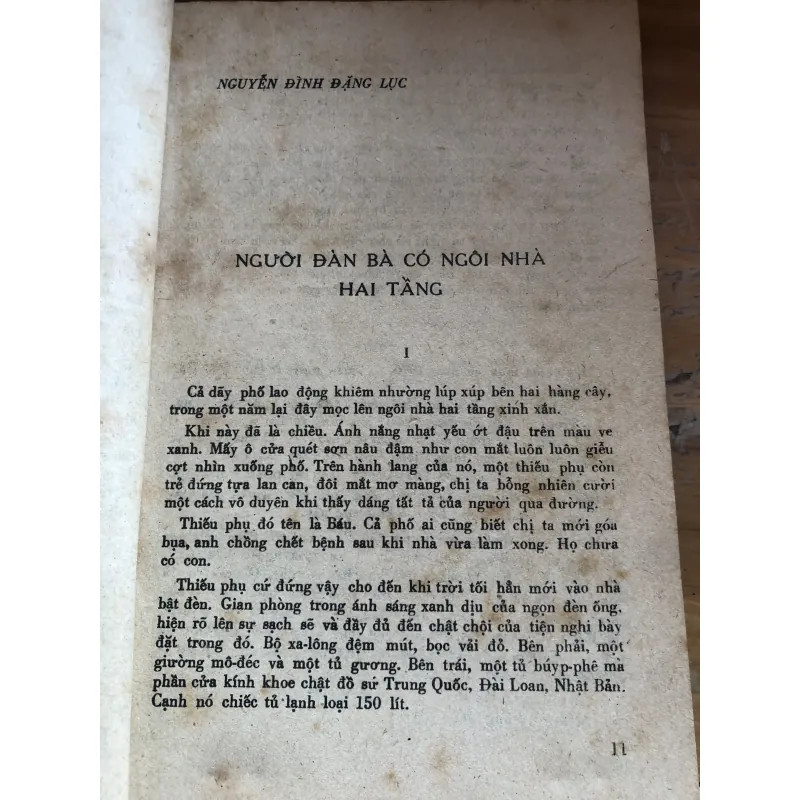 NGUYỄN ĐÌNH ĐẶNG LỤC
NGƯỜI ĐÀN BÀ CÓ NGÔI NHÀ
HAI TẦNG
I
Cả dãy phố lao động khiêm nhường lúp xúp bên hai hàng cây,
trong một năm lại đây mọc lên ngôi nhà hai tầng xinh xắn.
Khi này đã là chiều. Ánh nắng nhạt yếu ớt đậu trên màu ve
xanh. Mấy ô cửa quét sơn nâu đậm như con mắt luôn luôn giễu
cợt nhìn xuống phố. Trên hành lang của nó, một thiếu phụ còn
trẻ đứng tựa lan can, đôi mắt mơ màng, chị ta bỗng nhiên cười
một cách vô duyên khi thấy dáng tất tả của người qua đường.
Thiếu phụ đó tên là Báu. Cả phố ai cũng biết chị ta mới góa
bụa, anh chồng chết bệnh sau khi nhà vừa làm xong. Họ chưa
có con.
Thiếu phụ cứ đứng vậy cho đến khi trời tối hẳn mới vào nhà
bật đèn. Gian phòng trong ánh sáng xanh dịu của ngọn đèn ống,
hiện rõ lên sự sạch sẽ và đầy đủ đến chật chội của tiện nghi bày
đặt trong đó. Bộ xa-lông đệm mút, bọc vải đỏ. Bên phải, một
giường mô-đéc và một tủ gương. Bên trái, một tủ búyp-phê mà
phần cửa kính khoe chật đồ sứ Trung Quốc, Đài Loan, Nhật Bản.
Cạnh nó chiếc tủ lạnh loại 150 lít.
11